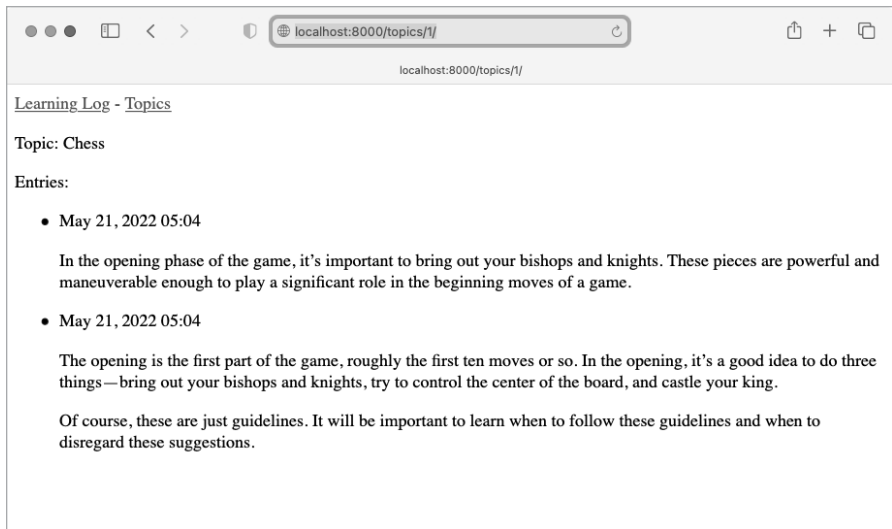 localhost:8000/topics/1/
localhost:8000/topics/1/
Learning Log - Topics
Topic: Chess
Entries:
• May 21, 2022 05:04
In the opening phase of the game, it’s important to bring out your bishops and knights. These pieces are powerful and
maneuverable enough to play a significant role in the beginning moves of a game.
• May 21, 2022 05:04
The opening is the first part of the game, roughly the first ten moves or so. In the opening, it’s a good idea to do three
things—bring out your bishops and knights, try to control the center of the board, and castle your king.
Of course, these are just guidelines. It will be important to learn when to follow these guidelines and when to
disregard these suggestions.